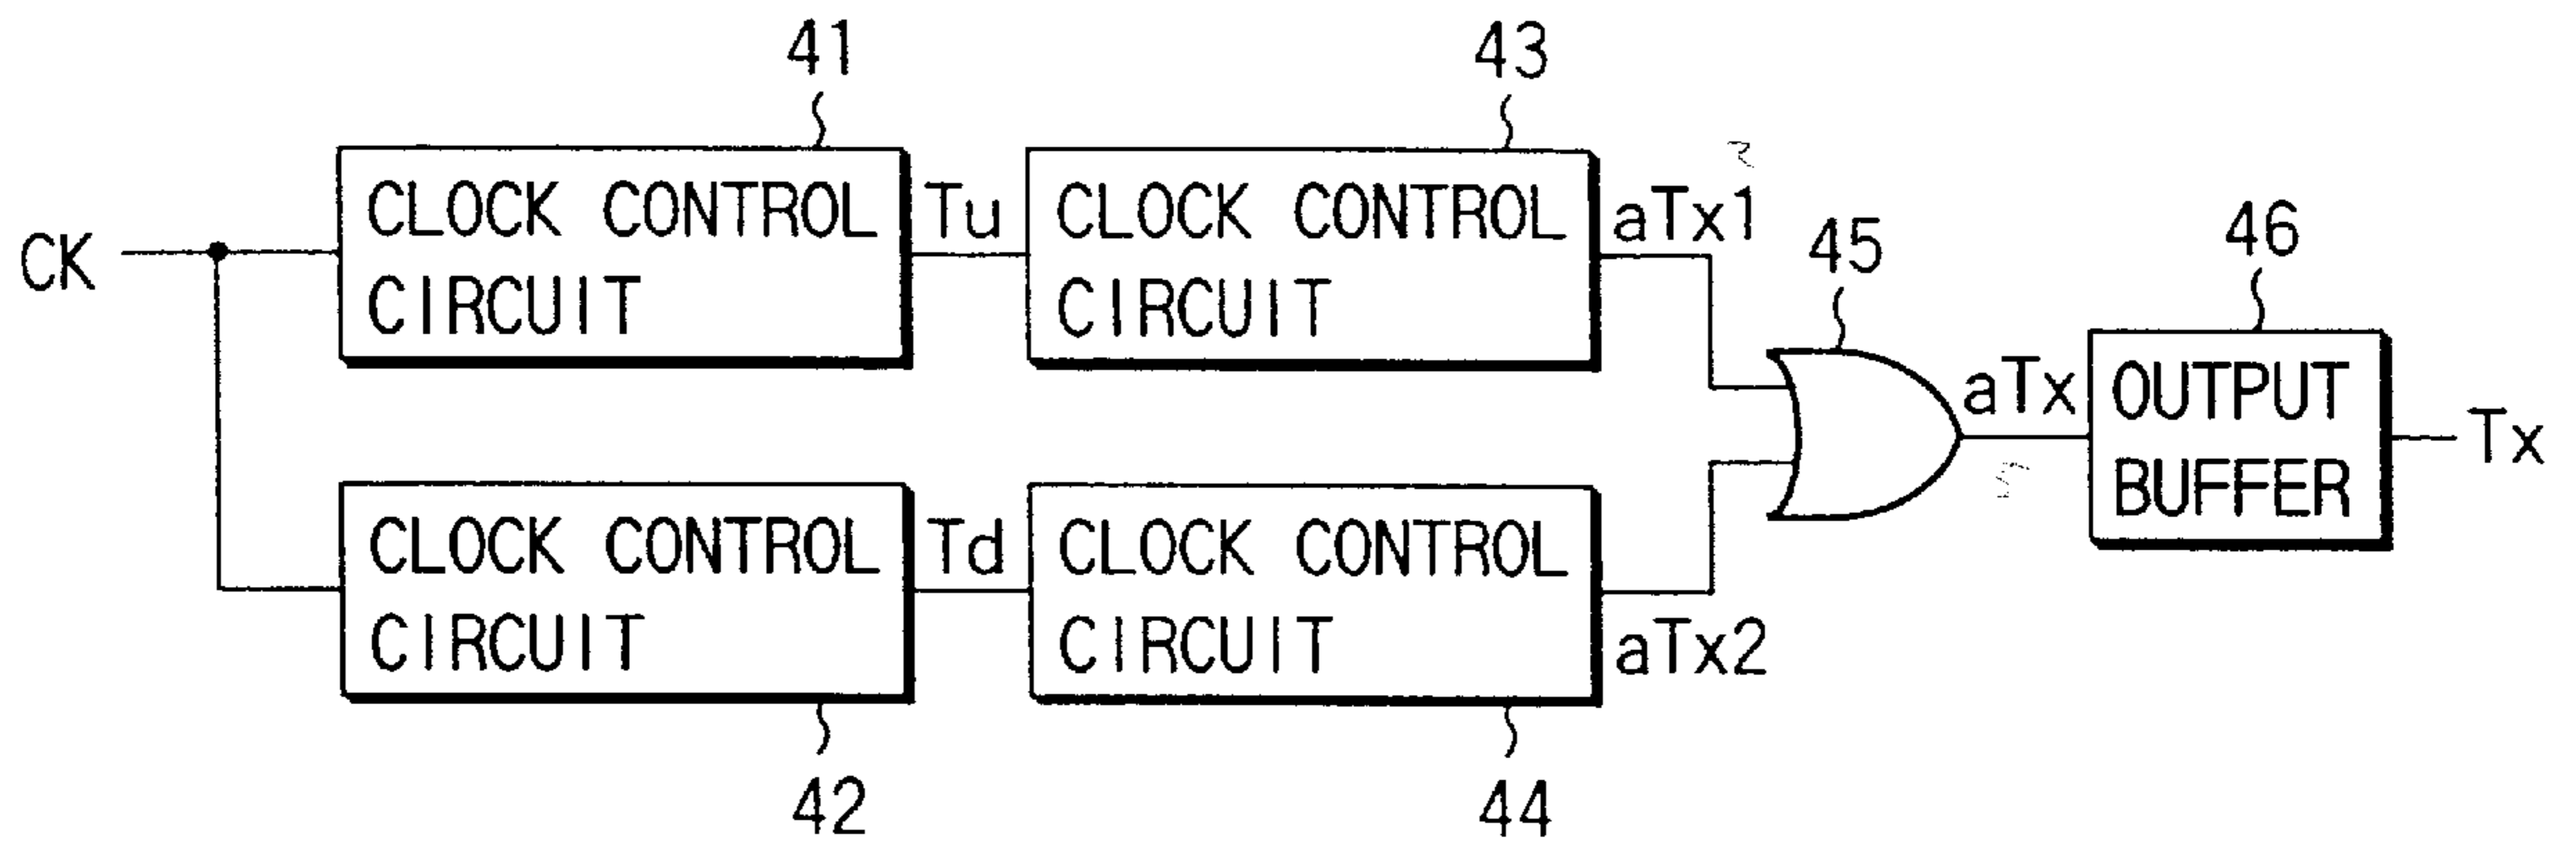 41
43
CLOCK CONTROL
CIRCUIT
Tu
CLOCK CONTROL
CIRCUIT
aTx1
45
46
CK
aTx
OUTPUT
BUFFER
Tx
CLOCK CONTROL
CIRCUIT
Td
CLOCK CONTROL
CIRCUIT
aTx2
42
44